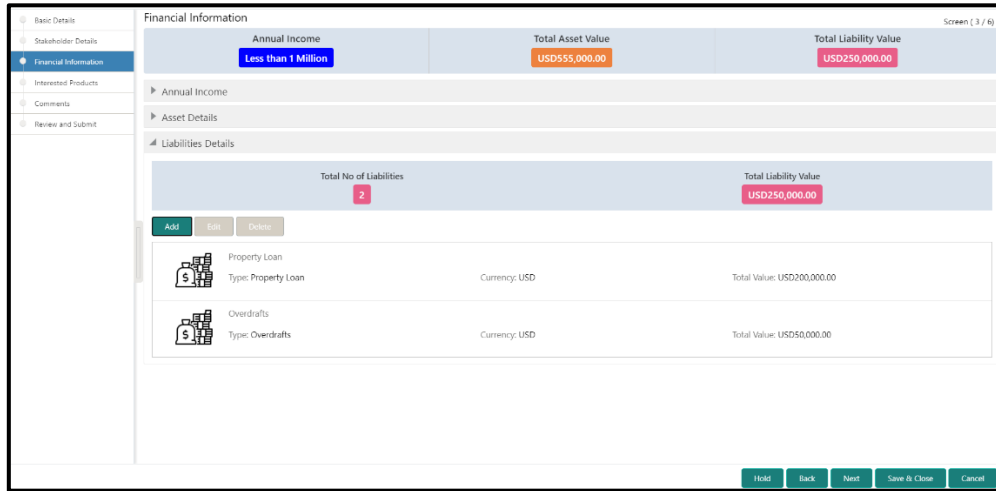 Basic Details
Stakeholder Details
Financial Information
Interested Products
Comments
Review and Submit
Financial Information
Screen ( 3 / 6)
Annual Income
Total Asset Value
Total Liability Value
Less than 1 Million
USD555,000.00
USD250,000.00
Annual Income
Asset Details
Liabilities Details
Total No of Liabilities
Total Liability Value
2
USD250,000.00
Add
Edit
Delete
Property Loan
Type: Property Loan
Currency: USD
Total Value: USD200,000.00
Overdrafts
Type: Overdrafts
Currency: USD
Total Value: USD50,000.00
Hold
Back
Next
Save & Close
Cancel